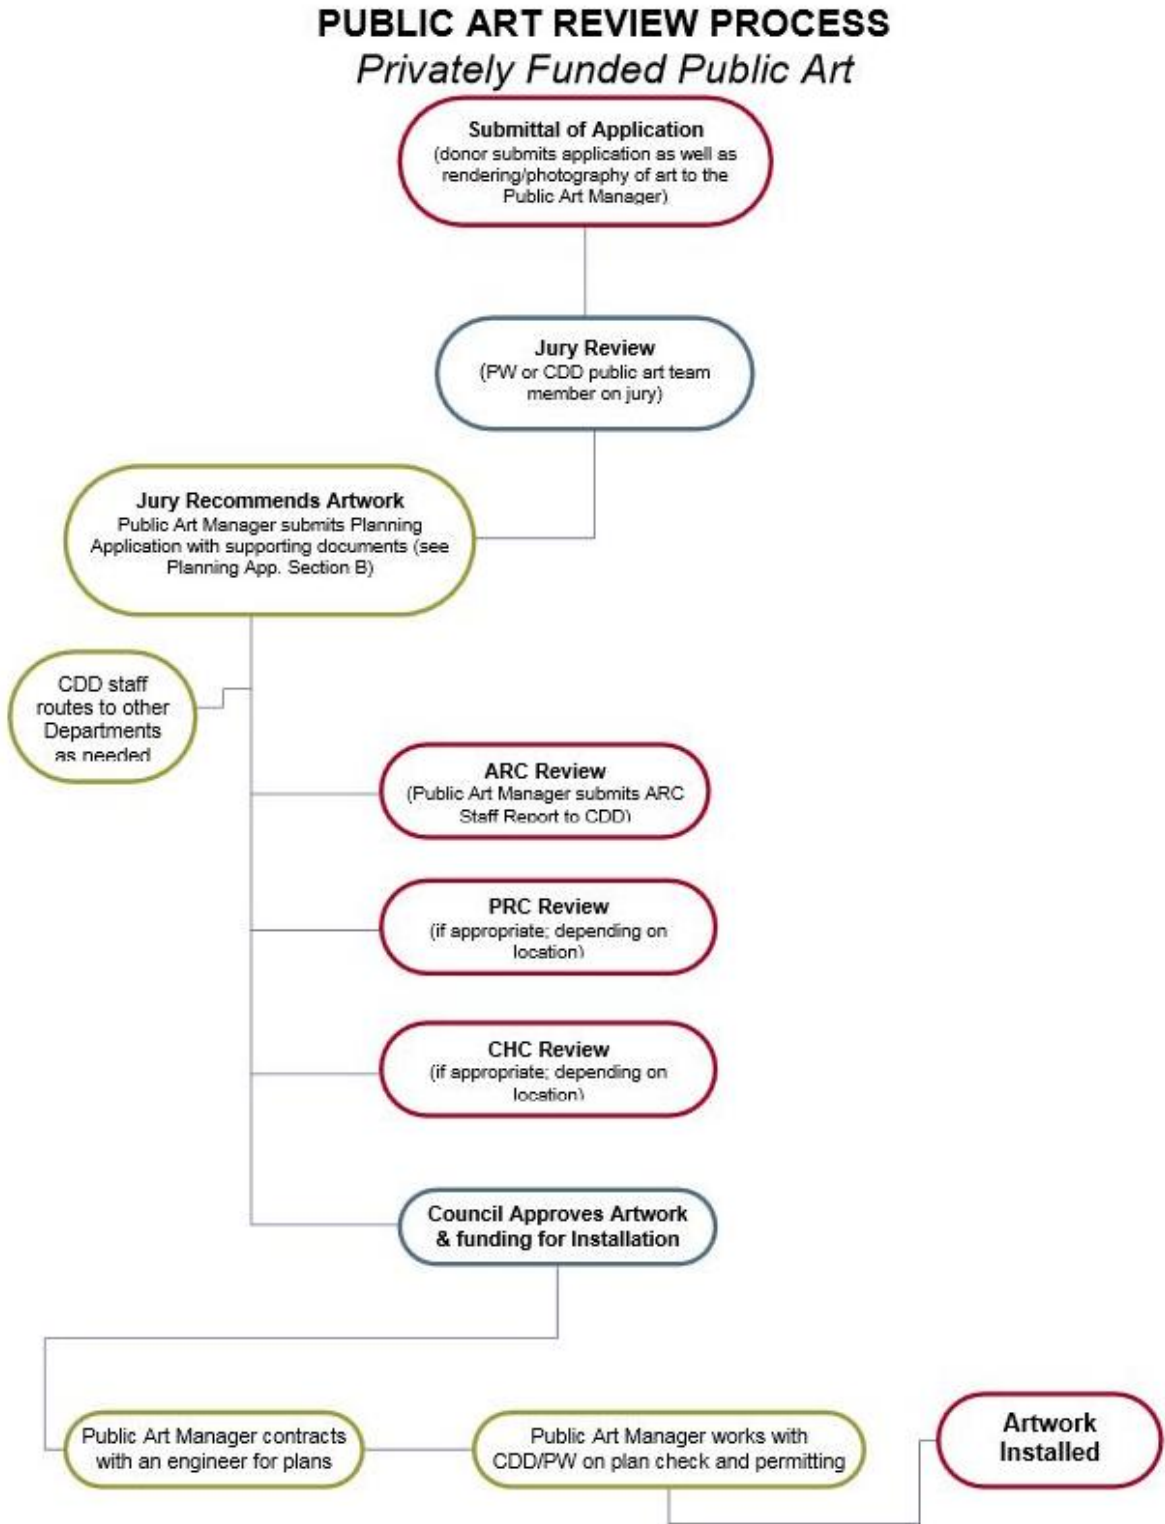 PUBLIC ART REVIEW PROCESS
Privately Funded Public Art
Submittal of Application
(donor submits application as well as
rendering/photography of art to the
Public Art Manager)
Jury Review
(PW or CDD public art team
member on jury)
Jury Recommends Artwork
Public Art Manager submits Planning
Application with supporting documents (see
Planning App. Section B)
CDD staff
routes to other
Departments
as needed
ARC Review
(Public Art Manager submits ARC
Staff Report to CDD)
PRC Review
(if appropriate; depending on
location)
CHC Review
(if appropriate; depending on
location)
Council Approves Artwork
& funding for Installation
Public Art Manager contracts
with an engineer for plans
Public Art Manager works with
CDD/PW on plan check and permitting
Artwork
Installed